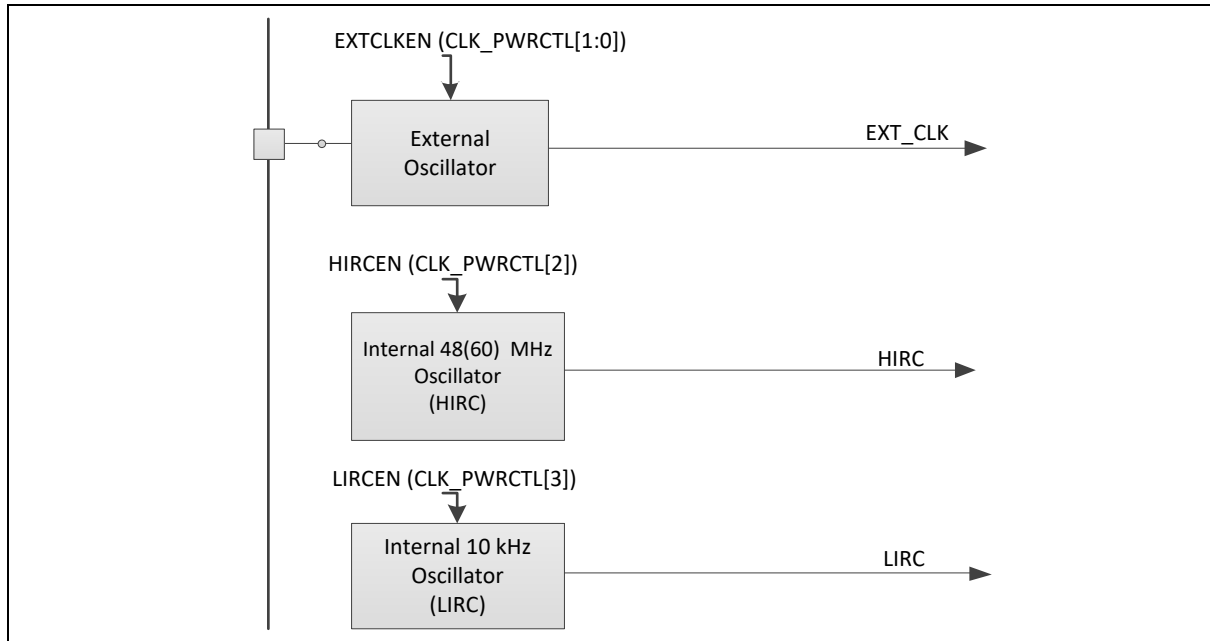 EXTCLKEN (CLK_PWRCTL[1:0])
External
Oscillator
EXT_CLK
HIRCEN (CLK_PWRCTL[2])
Internal 48(60)  MHz
Oscillator
(HIRC)
HIRC
LIRCEN (CLK_PWRCTL[3])
Internal 10 kHz
Oscillator
(LIRC)
LIRC